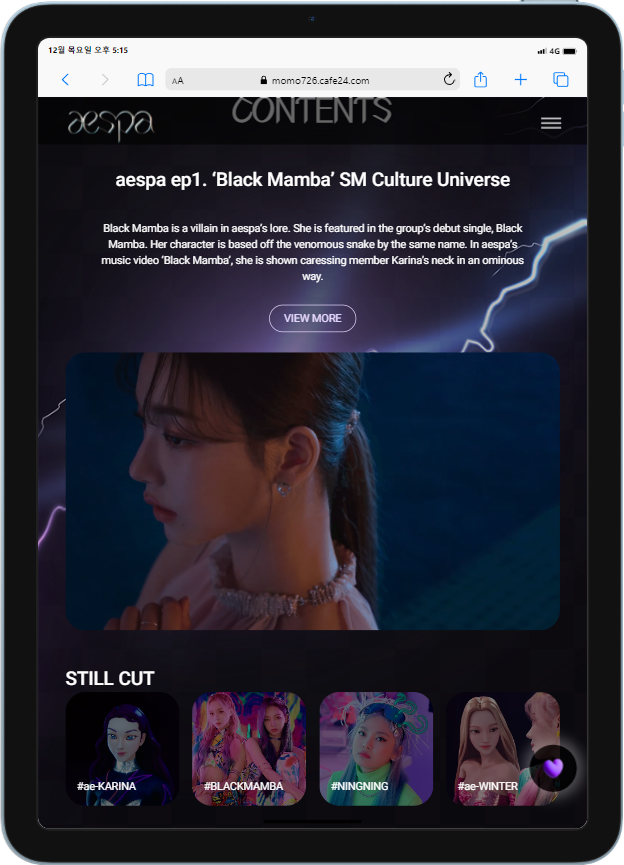 12월 목요일 오후 5:15
4G
AA
momo726.cafe24.com
CONTENTS
aespa
aespa ep1. ‘Black Mamba’ SM Culture Universe
Black Mamba is a villain in aespa’s lore. She is featured in the group’s debut single, Black
Mamba. Her character is based off the venomous snake by the same name. In aespa’s
music video ‘Black Mamba’, she is shown caressing member Karina’s neck in an ominous
way.
VIEW MORE
STILL CUT
#ae-KARINA
#BLACKMAMBA
#NINGNING
#ae-WINTER